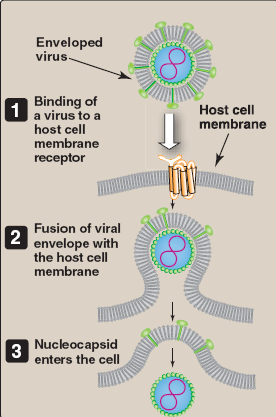 Enveloped
virus
1 Binding of
a virus to a
host cell
membrane
receptor
Host cell
membrane
2 Fusion of viral
envelope with
the host cell
membrane
3 Nucleocapsid
enters the cell